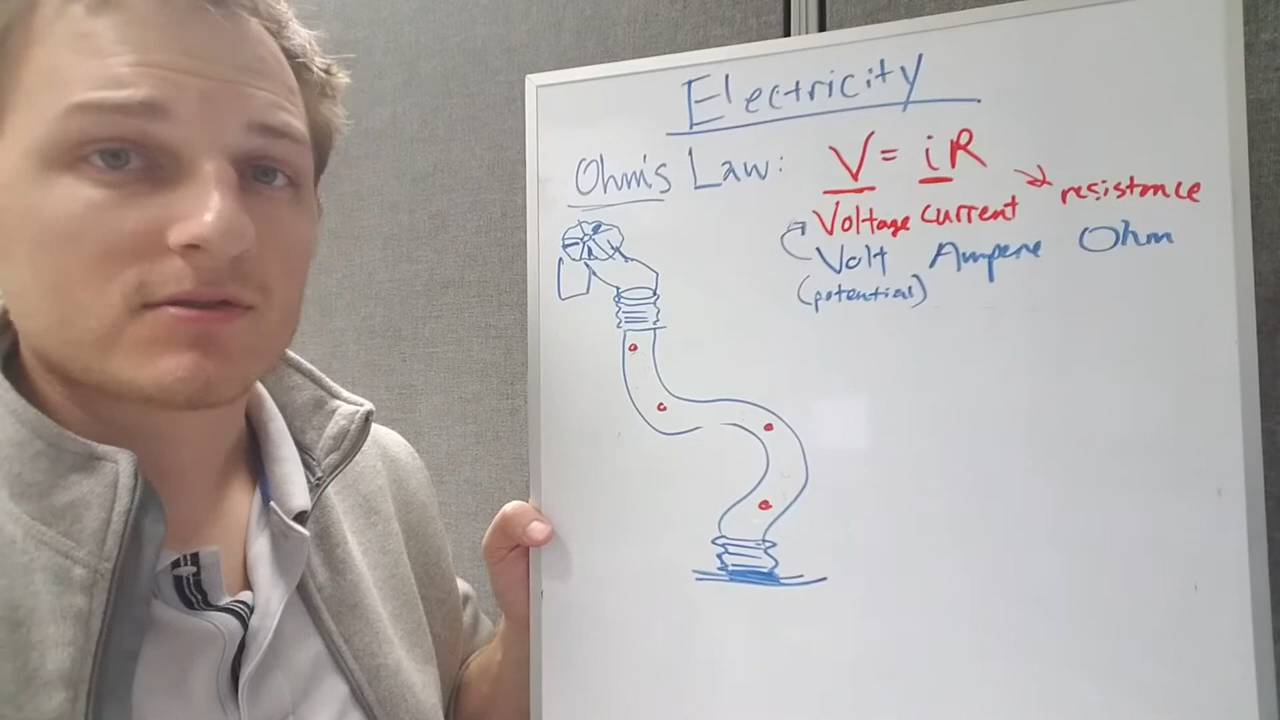 Electricity
Ohm's Law: V = iR
Voltage current resistance
Volt Ampere Ohm
(potential)